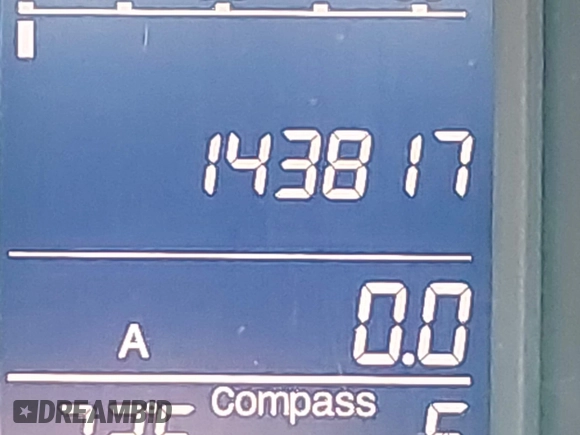 143817
A 0.0
Compass
DREAMBID